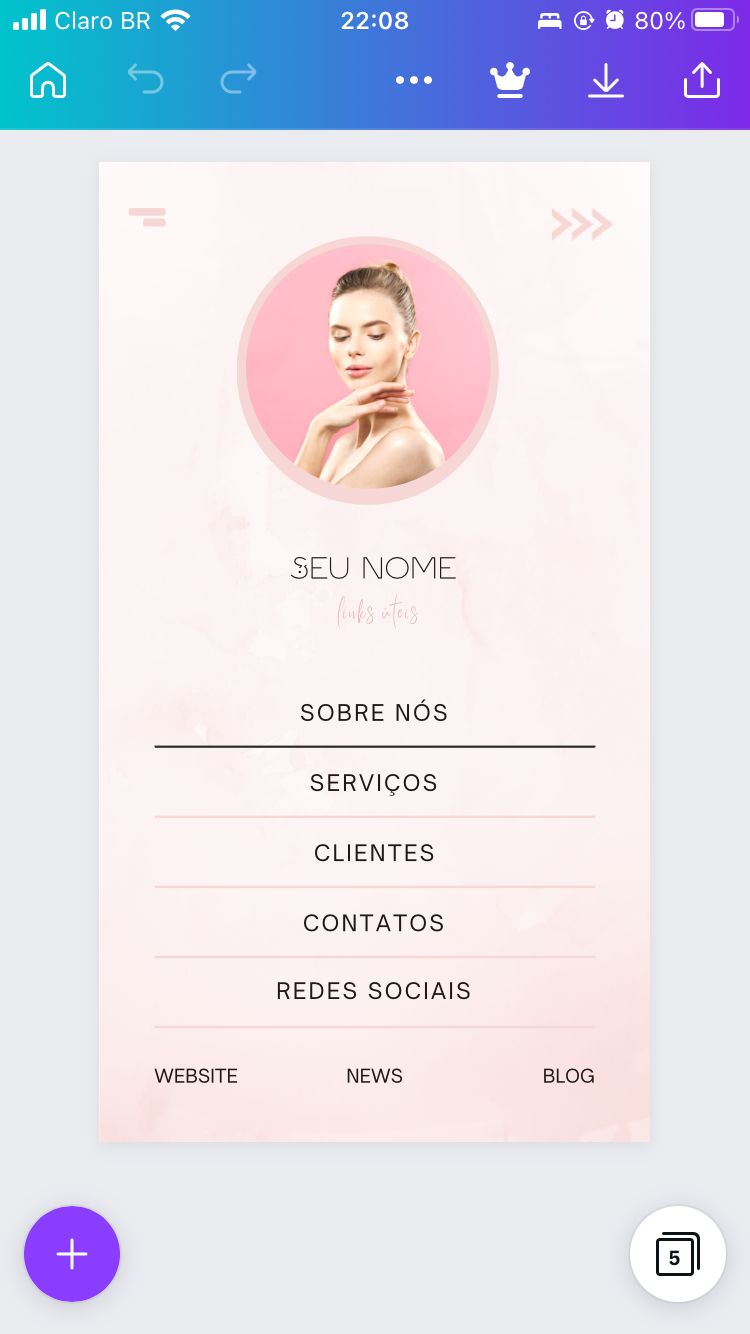 Claro BR
22:08
80%
SEU NOME
links úteis
SOBRE NÓS
SERVIÇOS
CLIENTES
CONTATOS
REDES SOCIAIS
WEBSITE NEWS BLOG
5